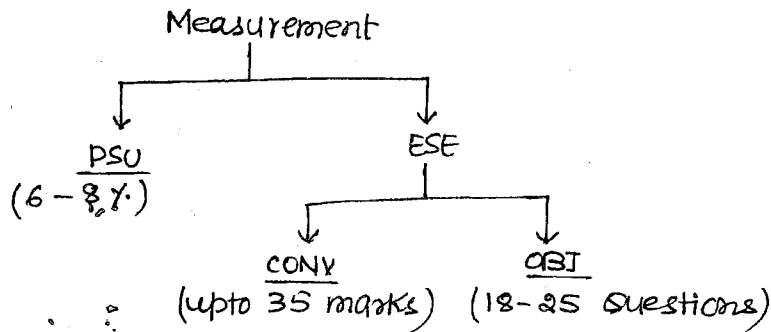 Measurement
PSU
ESE
(6-8%)
CONV
OBJ
(upto 35 marks)
(18-25 Questions)